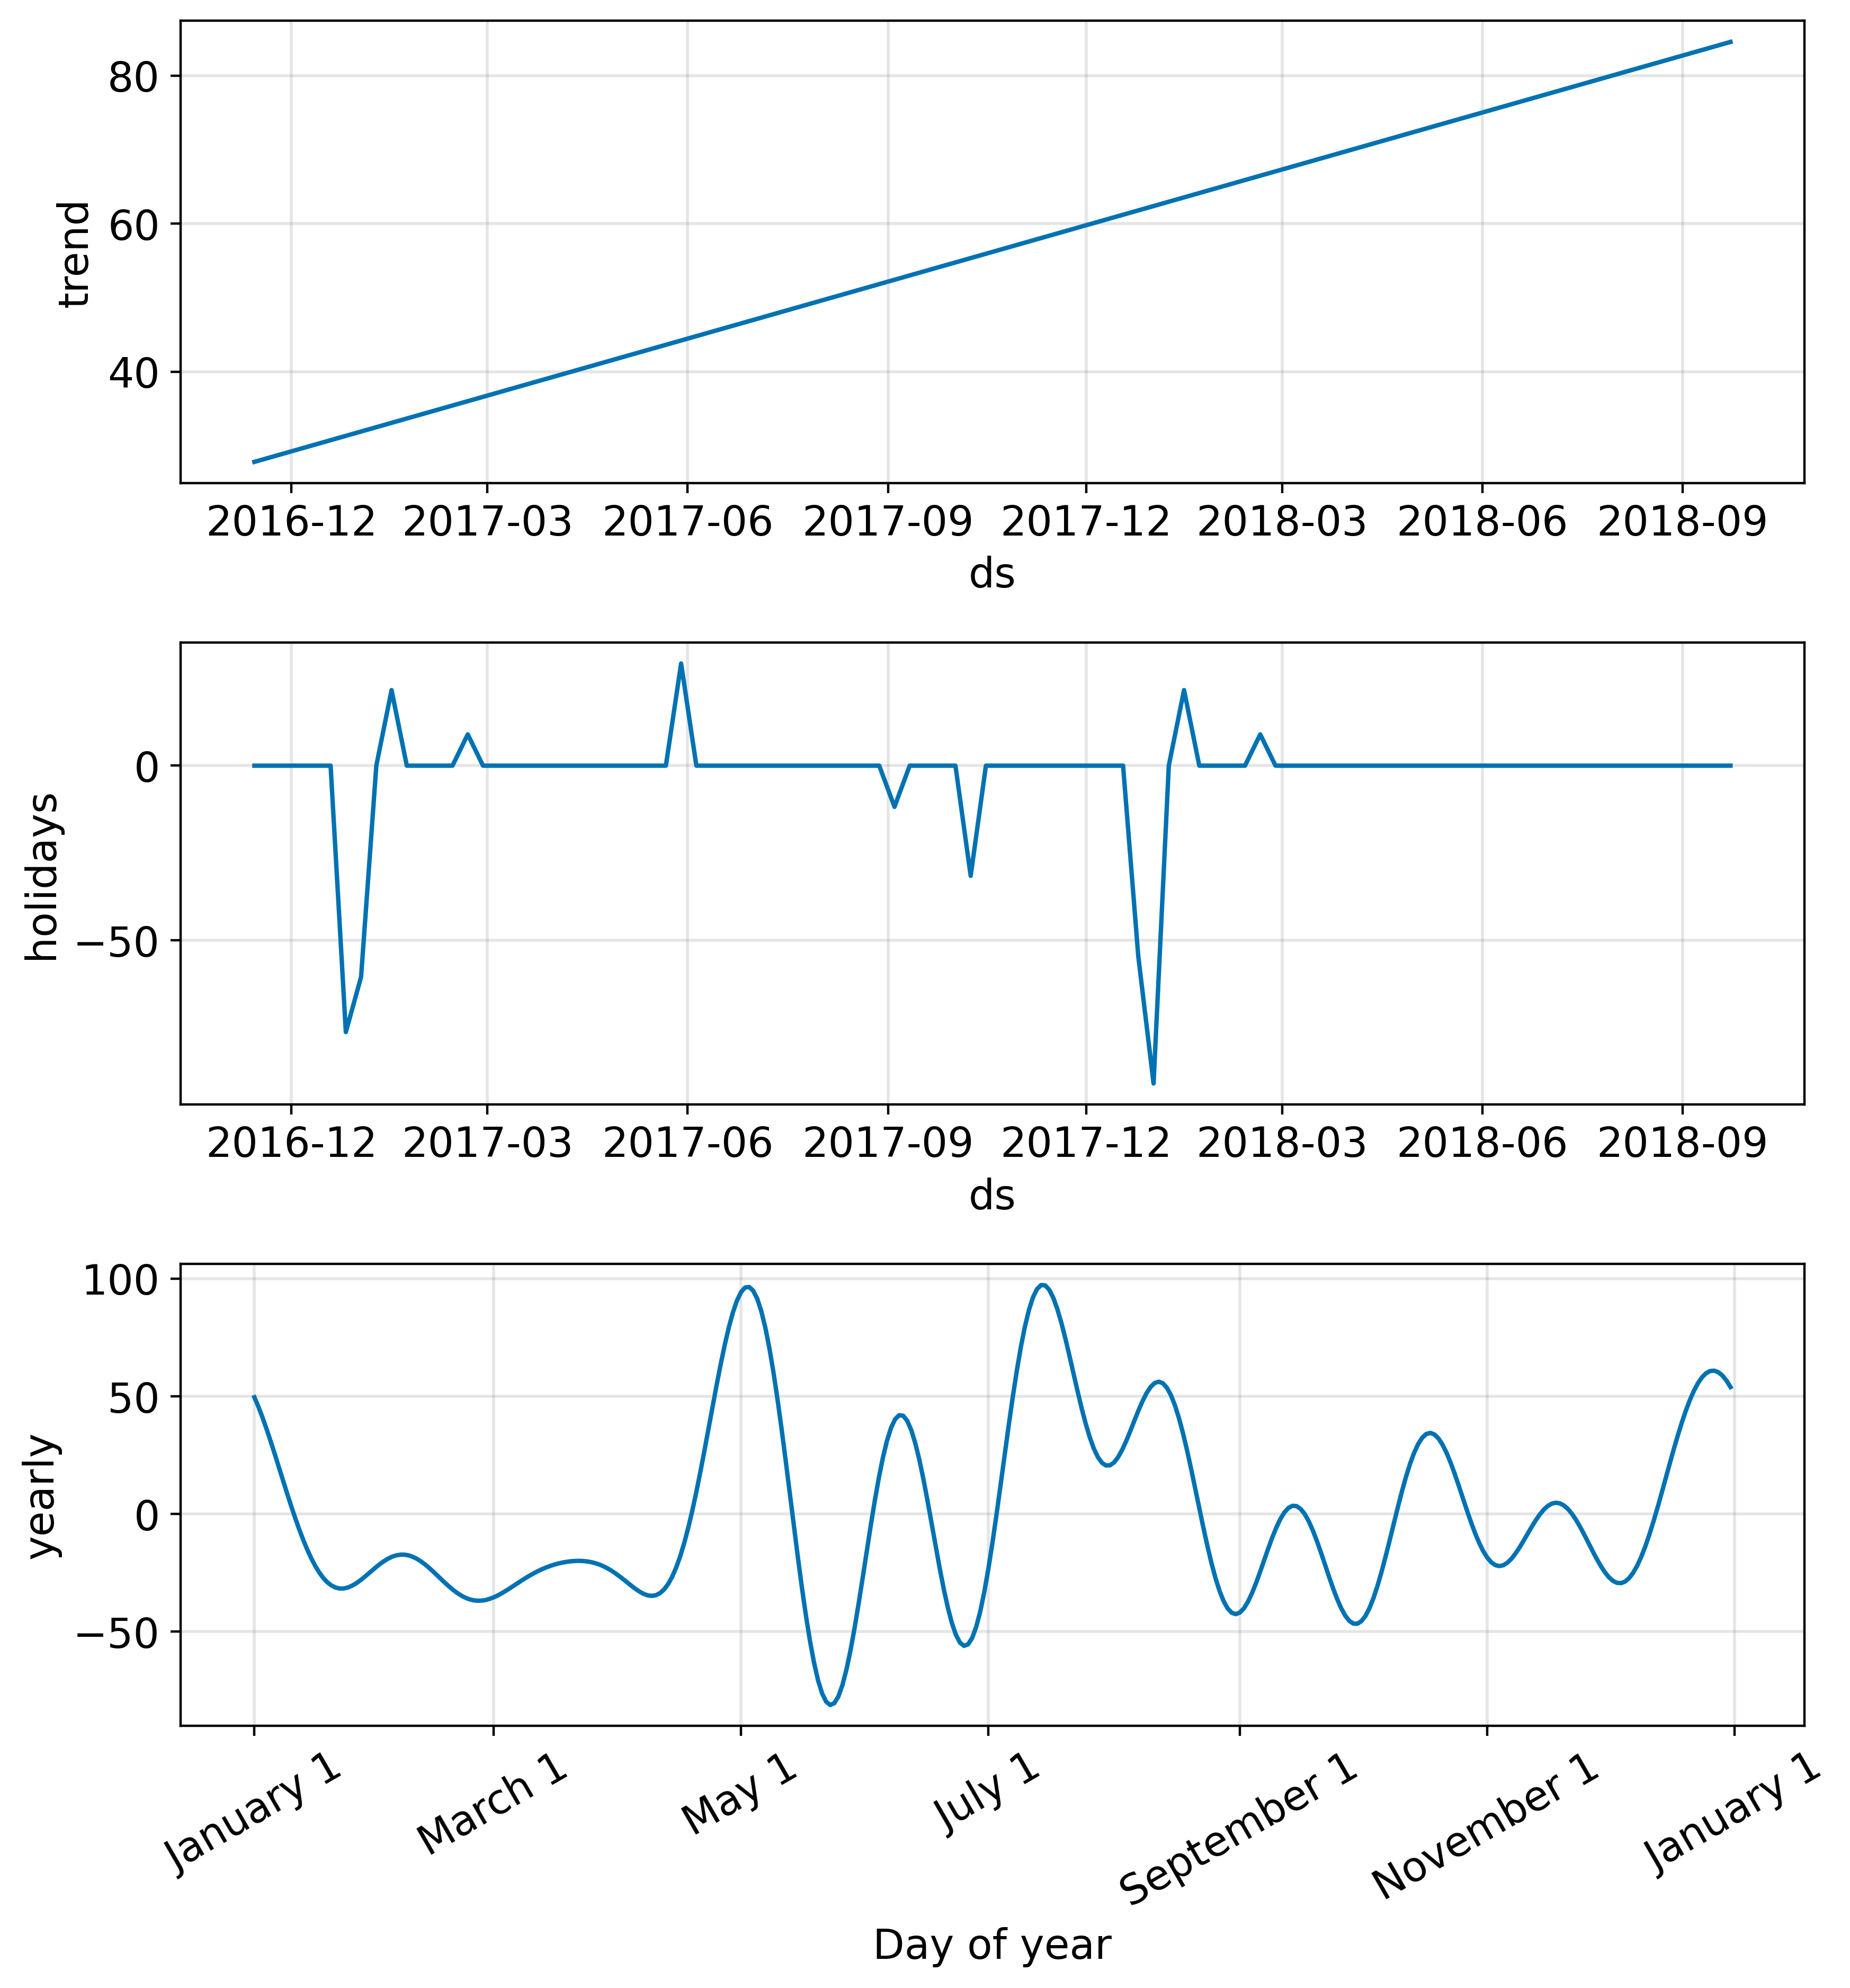 80
60
40
trend
2016-12 2017-03 2017-06 2017-09 2017-12 2018-03 2018-06 2018-09
ds
0
−50
holidays
2016-12 2017-03 2017-06 2017-09 2017-12 2018-03 2018-06 2018-09
ds
100
50
0
−50
yearly
January 1 March 1 May 1 July 1 September 1 November 1 January 1
Day of year